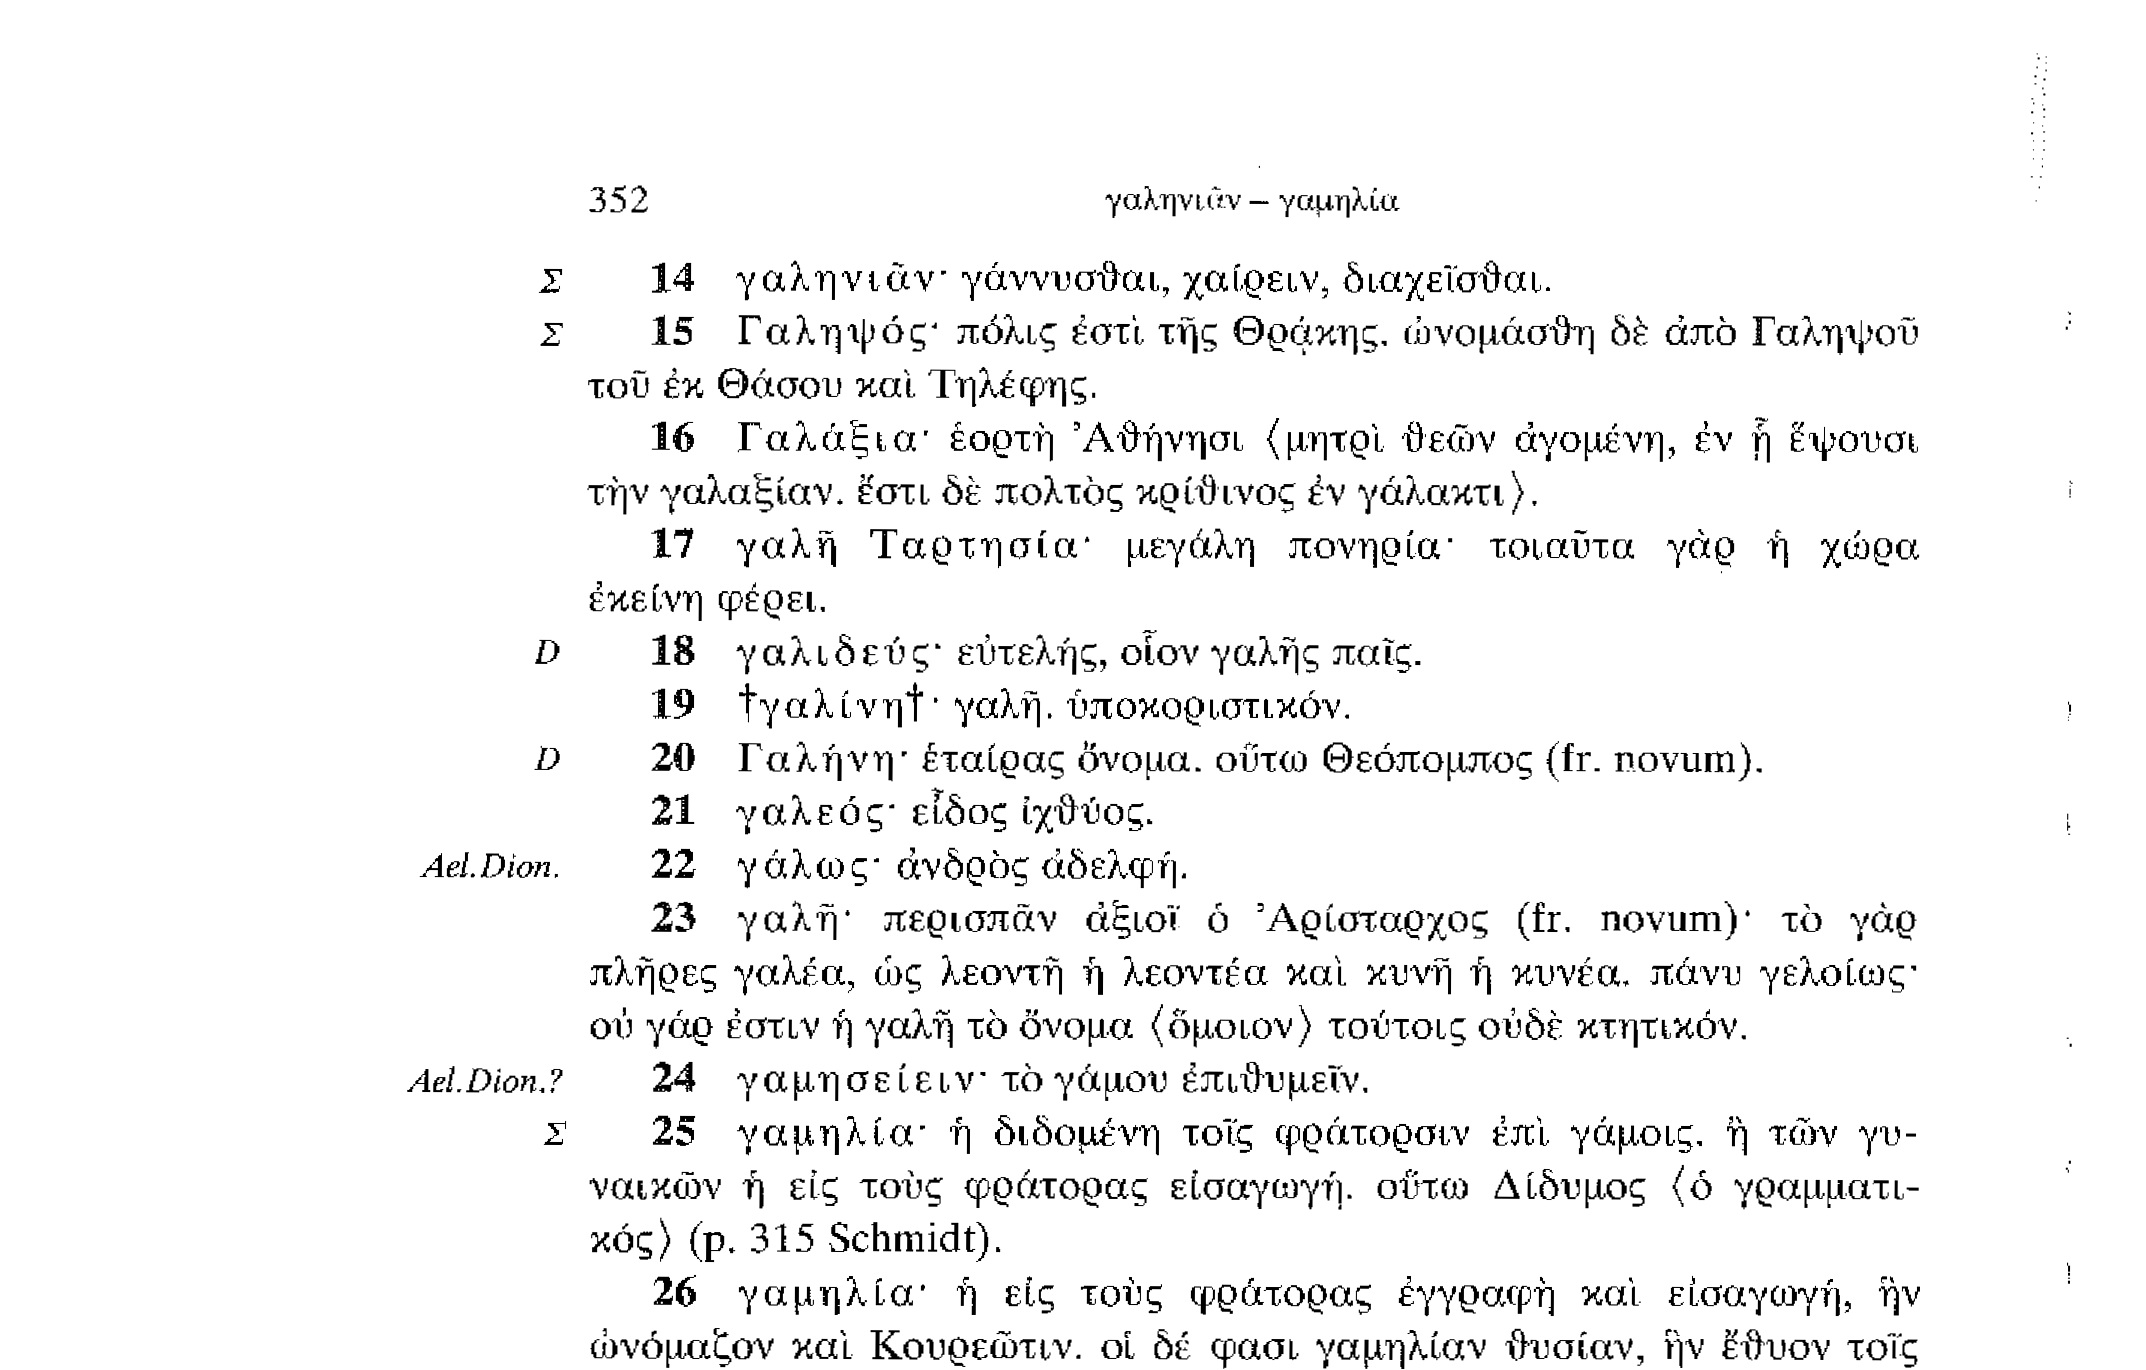 352 γαληνιᾶν – γαμηλία
Σ 14 γαληνιᾶν· γάννυσθαι, χαίρειν, διαχεῖσθαι.
Σ 15 Γαληψός· πόλις ἐστὶ τῆς Θρᾴκης. ὠνομάσθη δὲ ἀπὸ Γαληψοῦ
τοῦ ἐκ Θάσου καὶ Τηλέφης.
16 Γαλάξια· ἑορτὴ Ἀθήνησι ⟨μητρὶ θεῶν ἀγομένη, ἐν ᾗ ἕψουσι
τὴν γαλαξίαν. ἔστι δὲ πολτὸς κρίθινος ἐν γάλακτι⟩.
17 γαλῆ Ταρτησία· μεγάλη πονηρία· τοιαῦτα γὰρ ἡ χώρα
ἐκείνη φέρει.
D 18 γαλιδεύς· εὐτελής, οἷον γαλῆς παῖς.
19 †γαλίνη†· γαλῆ. ὑποκοριστικόν.
D 20 Γαλήνη· ἑταίρας ὄνομα. οὕτω Θεόπομπος (fr. novum).
21 γαλεός· εἶδος ἰχθύος.
Ael.Dion. 22 γάλως· ἀνδρὸς ἀδελφή.
23 γαλῆ· περισπᾶν ἀξιοῖ ὁ Ἀρίσταρχος (fr. novum)· τὸ γὰρ
πλῆρες γαλέα, ὡς λεοντῆ ἡ λεοντέα καὶ κυνῆ ἡ κυνέα. πάνυ γελοίως·
οὐ γάρ ἐστιν ἡ γαλῆ τὸ ὄνομα ⟨ὅμοιον⟩ τούτοις οὐδὲ κτητικόν.
Ael.Dion.? 24 γαμησείειν· τὸ γάμου ἐπιθυμεῖν.
Σ 25 γαμηλία· ἡ διδομένη τοῖς φράτορσιν ἐπὶ γάμοις. ἢ τῶν γυ-
ναικῶν ἡ εἰς τοὺς φράτορας εἰσαγωγή. οὕτω Δίδυμος ⟨ὁ γραμματι-
κός⟩ (p. 315 Schmidt).
26 γαμηλία· ἡ εἰς τοὺς φράτορας ἐγγραφὴ καὶ εἰσαγωγή, ἣν
ὠνόμαζον καὶ Κουρεῶτιν. οἱ δέ φασι γαμηλίαν θυσίαν, ἣν ἔθυον τοῖς